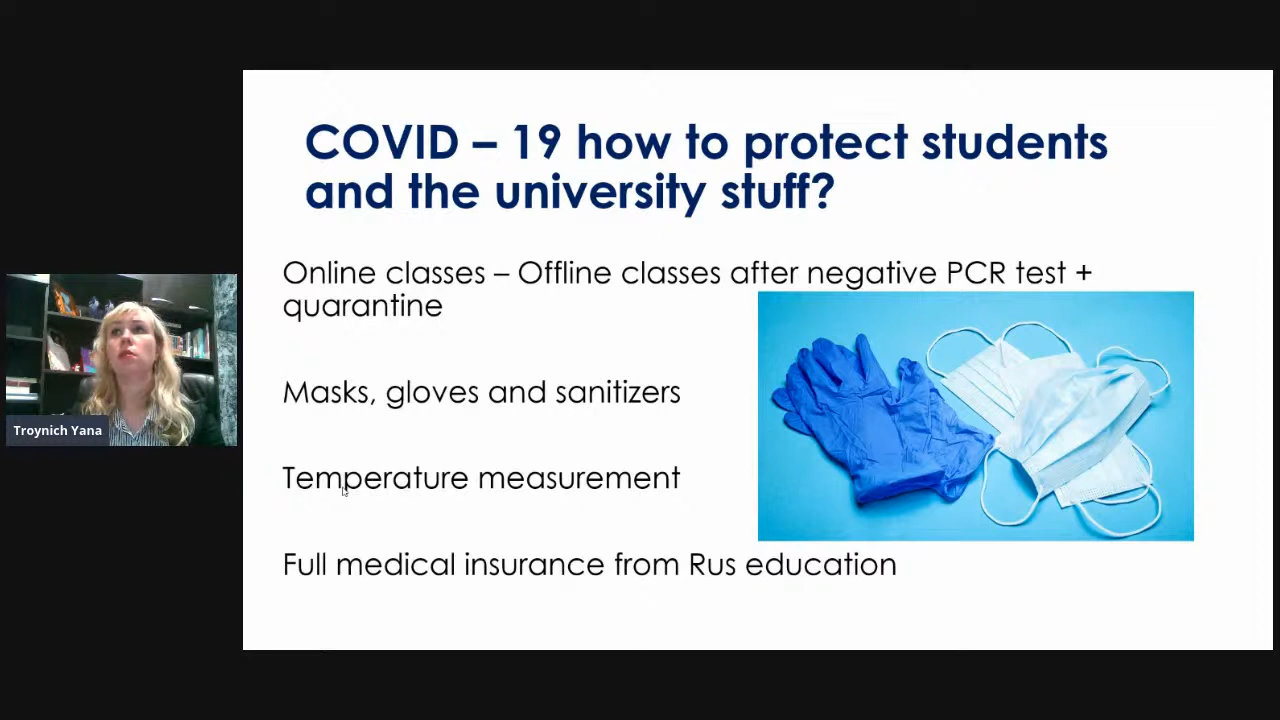 COVID – 19 how to protect students
and the university stuff?
Online classes – Offline classes after negative PCR test +
quarantine
Masks, gloves and sanitizers
Temperature measurement
Full medical insurance from Rus education
Troynich Yana